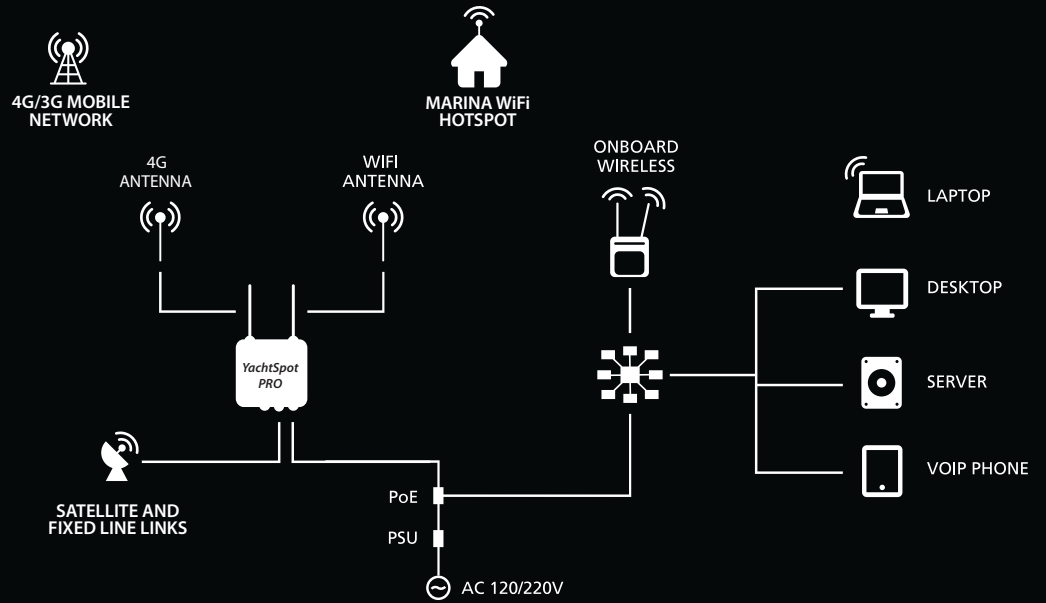 4G/3G MOBILE
NETWORK
MARINA WiFi
HOTSPOT
4G
ANTENNA
WIFI
ANTENNA
ONBOARD
WIRELESS
LAPTOP
DESKTOP
YachtSpot
PRO
SERVER
VOIP PHONE
SATELLITE AND
FIXED LINE LINKS
PoE
PSU
AC 120/220V